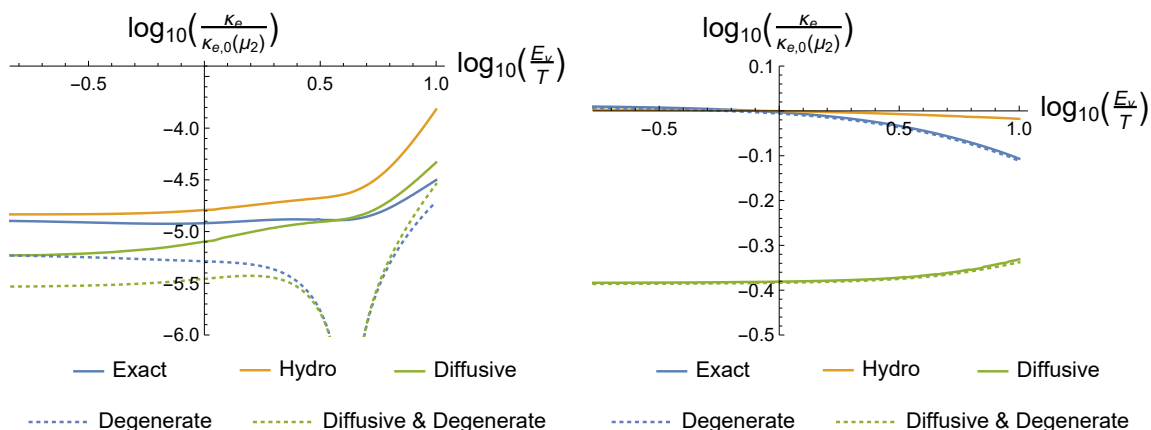 log₁₀(κₑ/κₑ,₀(μ₂))
log₁₀(Eᵥ/T)
−0.5 0.5 1.0
−4.0
−4.5
−5.0
−5.5
−6.0
Exact Hydro Diffusive
Degenerate Diffusive & Degenerate
log₁₀(κₑ/κₑ,₀(μ₂))
0.1
log₁₀(Eᵥ/T)
−0.5 0.5 1.0
−0.1
−0.2
−0.3
−0.4
−0.5
Exact Hydro Diffusive
Degenerate Diffusive & Degenerate